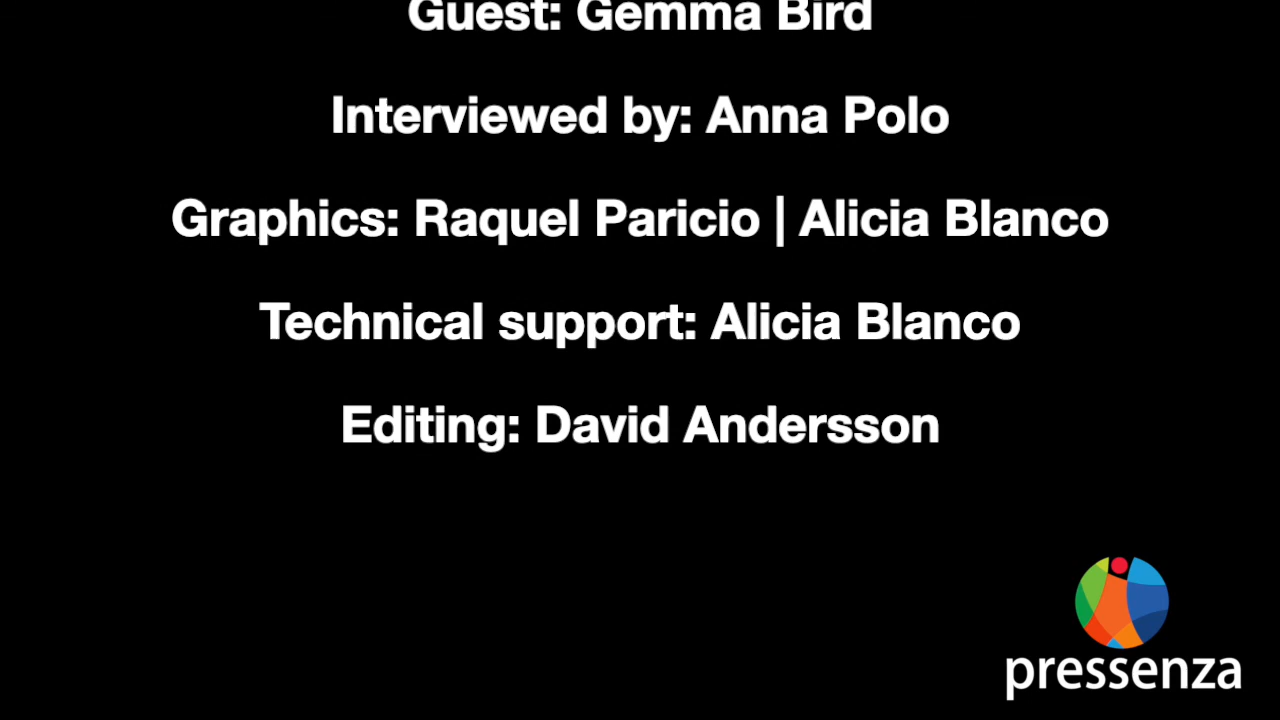 Guest: Gemma Bird
Interviewed by: Anna Polo
Graphics: Raquel Paricio | Alicia Blanco
Technical support: Alicia Blanco
Editing: David Andersson
pressenza